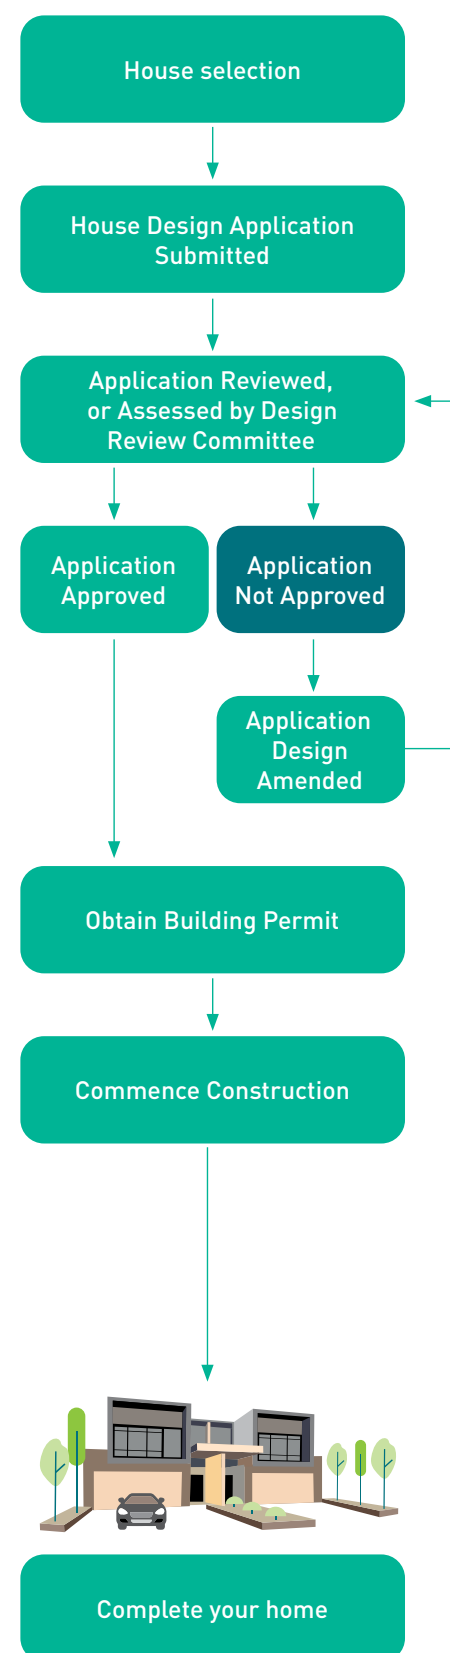 House selection
House Design Application
Submitted
Application Reviewed,
or Assessed by Design
Review Committee
Application
Approved
Application
Not Approved
Application
Design
Amended
Obtain Building Permit
Commence Construction
Complete your home